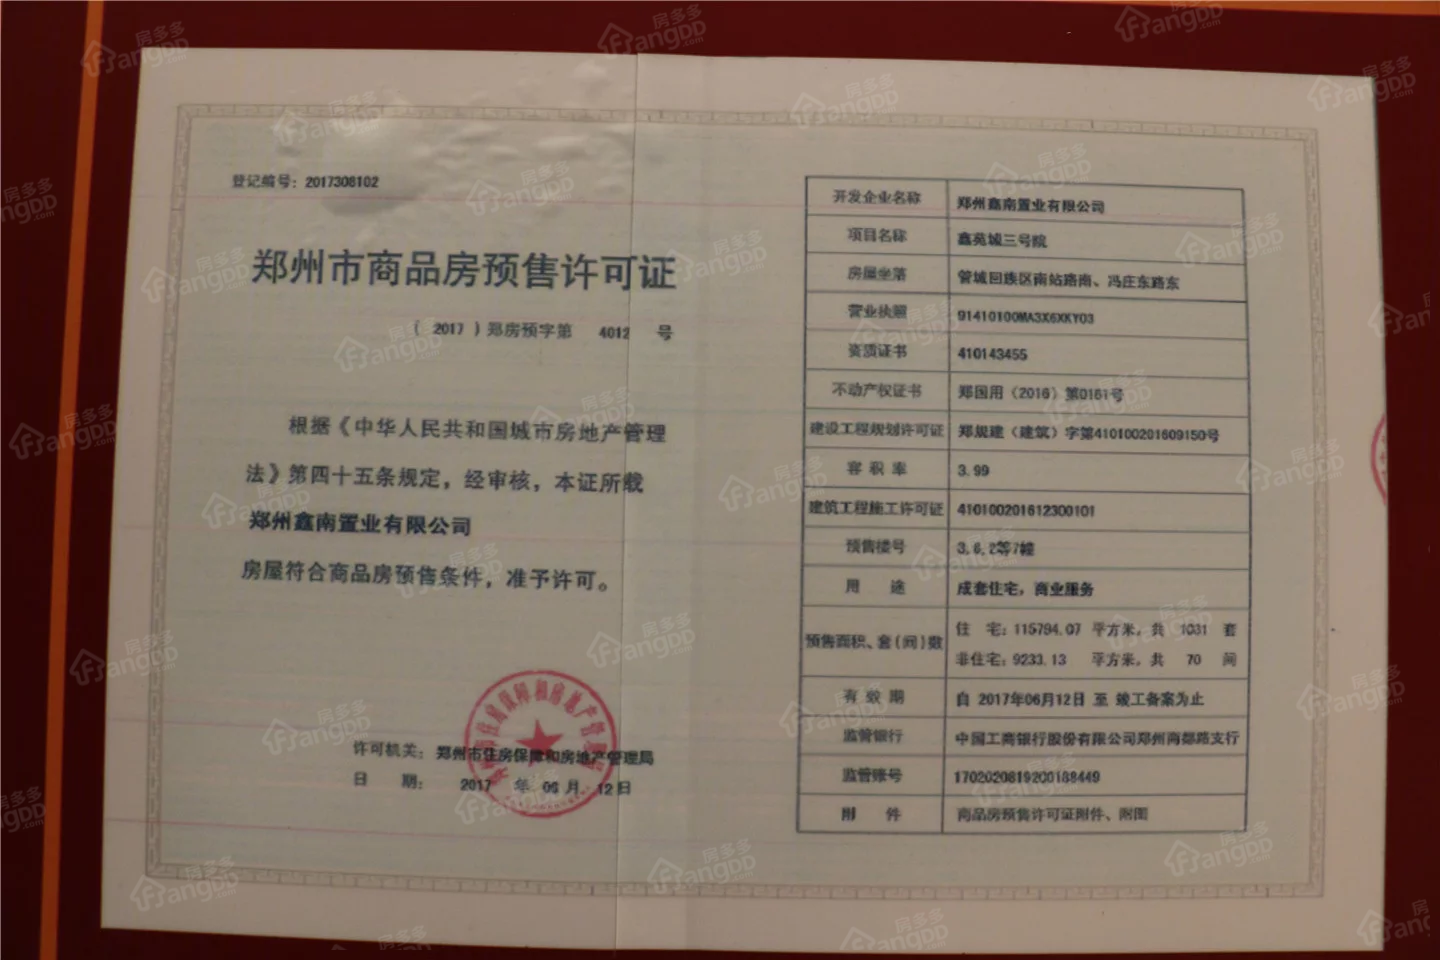 登记编号：2017308102
郑州市商品房预售许可证
（ 2017 ）郑房预字第 4012 号
根据《中华人民共和国城市房地产管理
法》第四十五条规定，经审核，本证所载
郑州鑫南置业有限公司
房屋符合商品房预售条件，准予许可。
许可机关：郑州市住房保障和房地产管理局
日 期： 2017 年 06 月 12 日
开发企业名称 郑州鑫南置业有限公司
项目名称 鑫苑城三号院
房屋坐落 管城回族区南站路南、冯庄东路东
营业执照 91410100MA3X6XKY03
资质证书 410143455
不动产权证书 郑国用（2016）第0161号
建设工程规划许可证 郑规建（建筑）字第410100201609150号
容 积 率 3.99
建筑工程施工许可证 410100201612300101
预售楼号 3,6,2等7幢
用 途 成套住宅，商业服务
预售面积、套(间)数
住 宅：115794.07 平方米，共 1031 套
非住宅：9233.13 平方米，共 70 间
有 效 期 自 2017年06月12日 至 竣工备案为止
监管银行 中国工商银行股份有限公司郑州商都路支行
监管账号 1702020819200188449
附 件 商品房预售许可证附件、附图
房多多
Fangdd.com